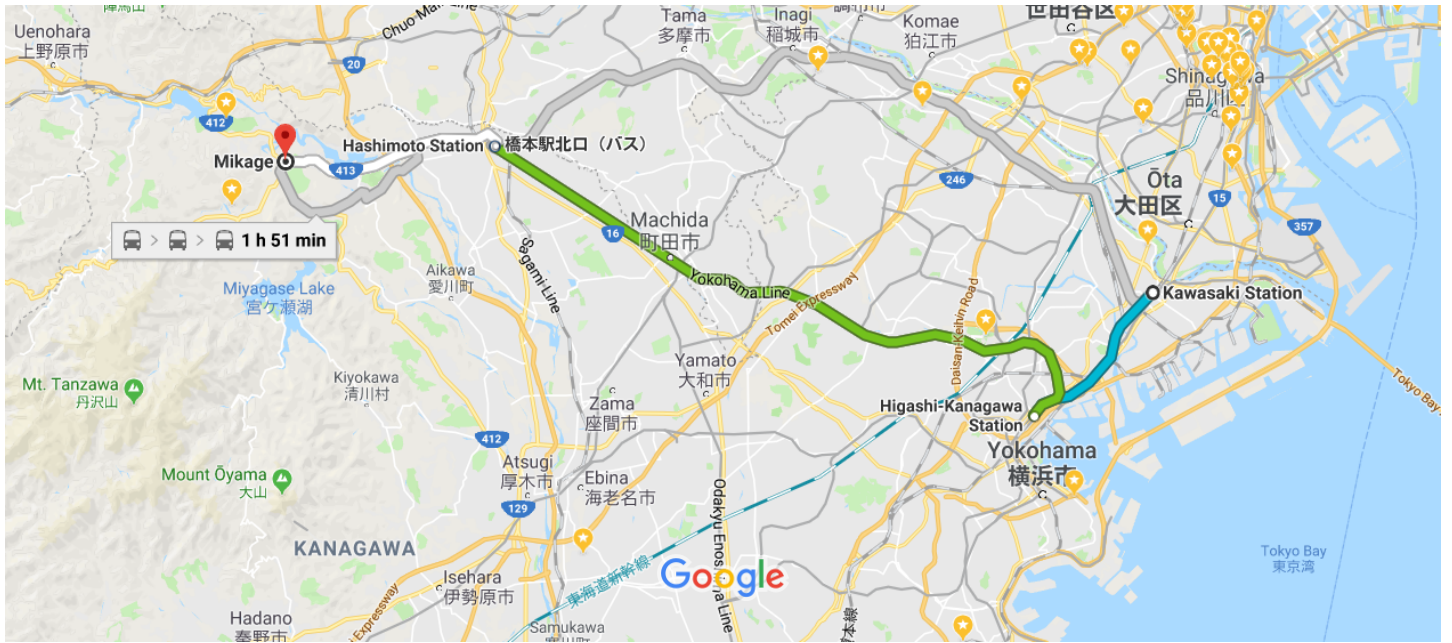 Uenohara
上野原市
Chuo-Main Line
Tama
多摩市
Inagi
稲城市
調布市
Komae
狛江市
世田谷区
20
412
Shinagawa
品川区
Mikage
Hashimoto Station
橋本駅北口（バス）
413
246
Ōta
大田区
15
357
1 h 51 min
Machida
町田市
16
Sagami Line
Yokohama Line
Aikawa
愛川町
Miyagase Lake
宮ケ瀬湖
Kawasaki Station
Tomei Expressway
Daisan-Keihin Road
Yamato
大和市
Mt. Tanzawa
丹沢山
Kiyokawa
清川村
Zama
座間市
Higashi-Kanagawa
Station
Tokyo Bay
412
Yokohama
横浜市
Mount Ōyama
大山
Atsugi
厚木市
Ebina
海老名市
129
KANAGAWA
Google
東海道新幹線
Tokyo Bay
東京湾
Isehara
伊勢原市
Hadano
秦野市
Expressway
Samukawa